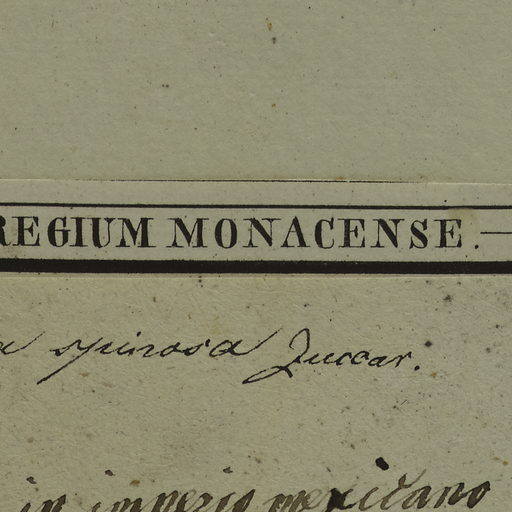 REGIUM MONACENSE.
a spinosa Zuccar.
in imperio mexicano